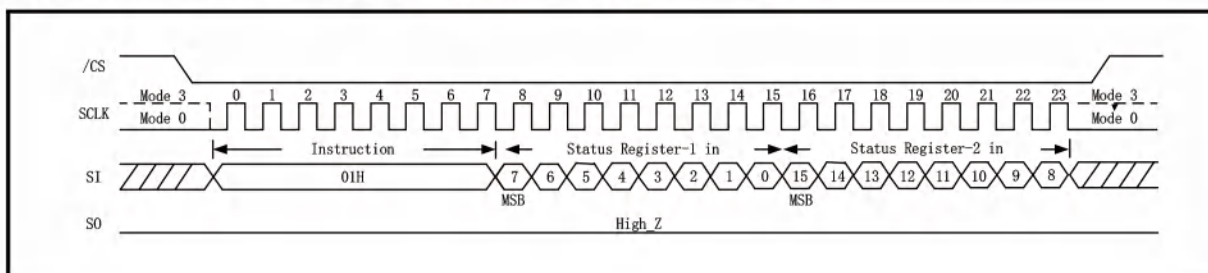 /CS
Mode 3 0 1 2 3 4 5 6 7 8 9 10 11 12 13 14 15 16 17 18 19 20 21 22 23 Mode 3
SCLK
Mode 0 Mode 0
Instruction Status Register-1 in Status Register-2 in
SI 01H 7 6 5 4 3 2 1 0 15 14 13 12 11 10 9 8
MSB MSB
SO High_Z